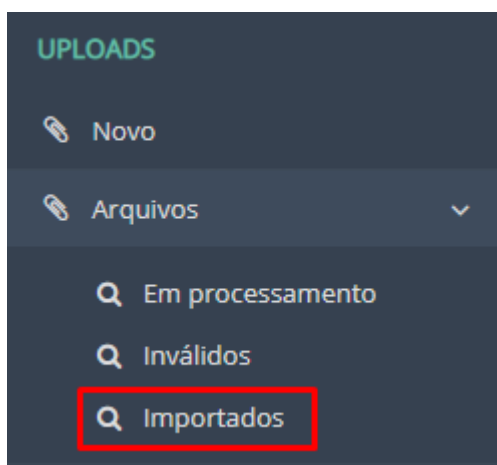 UPLOADS
Novo
Arquivos
Em processamento
Inválidos
Importados